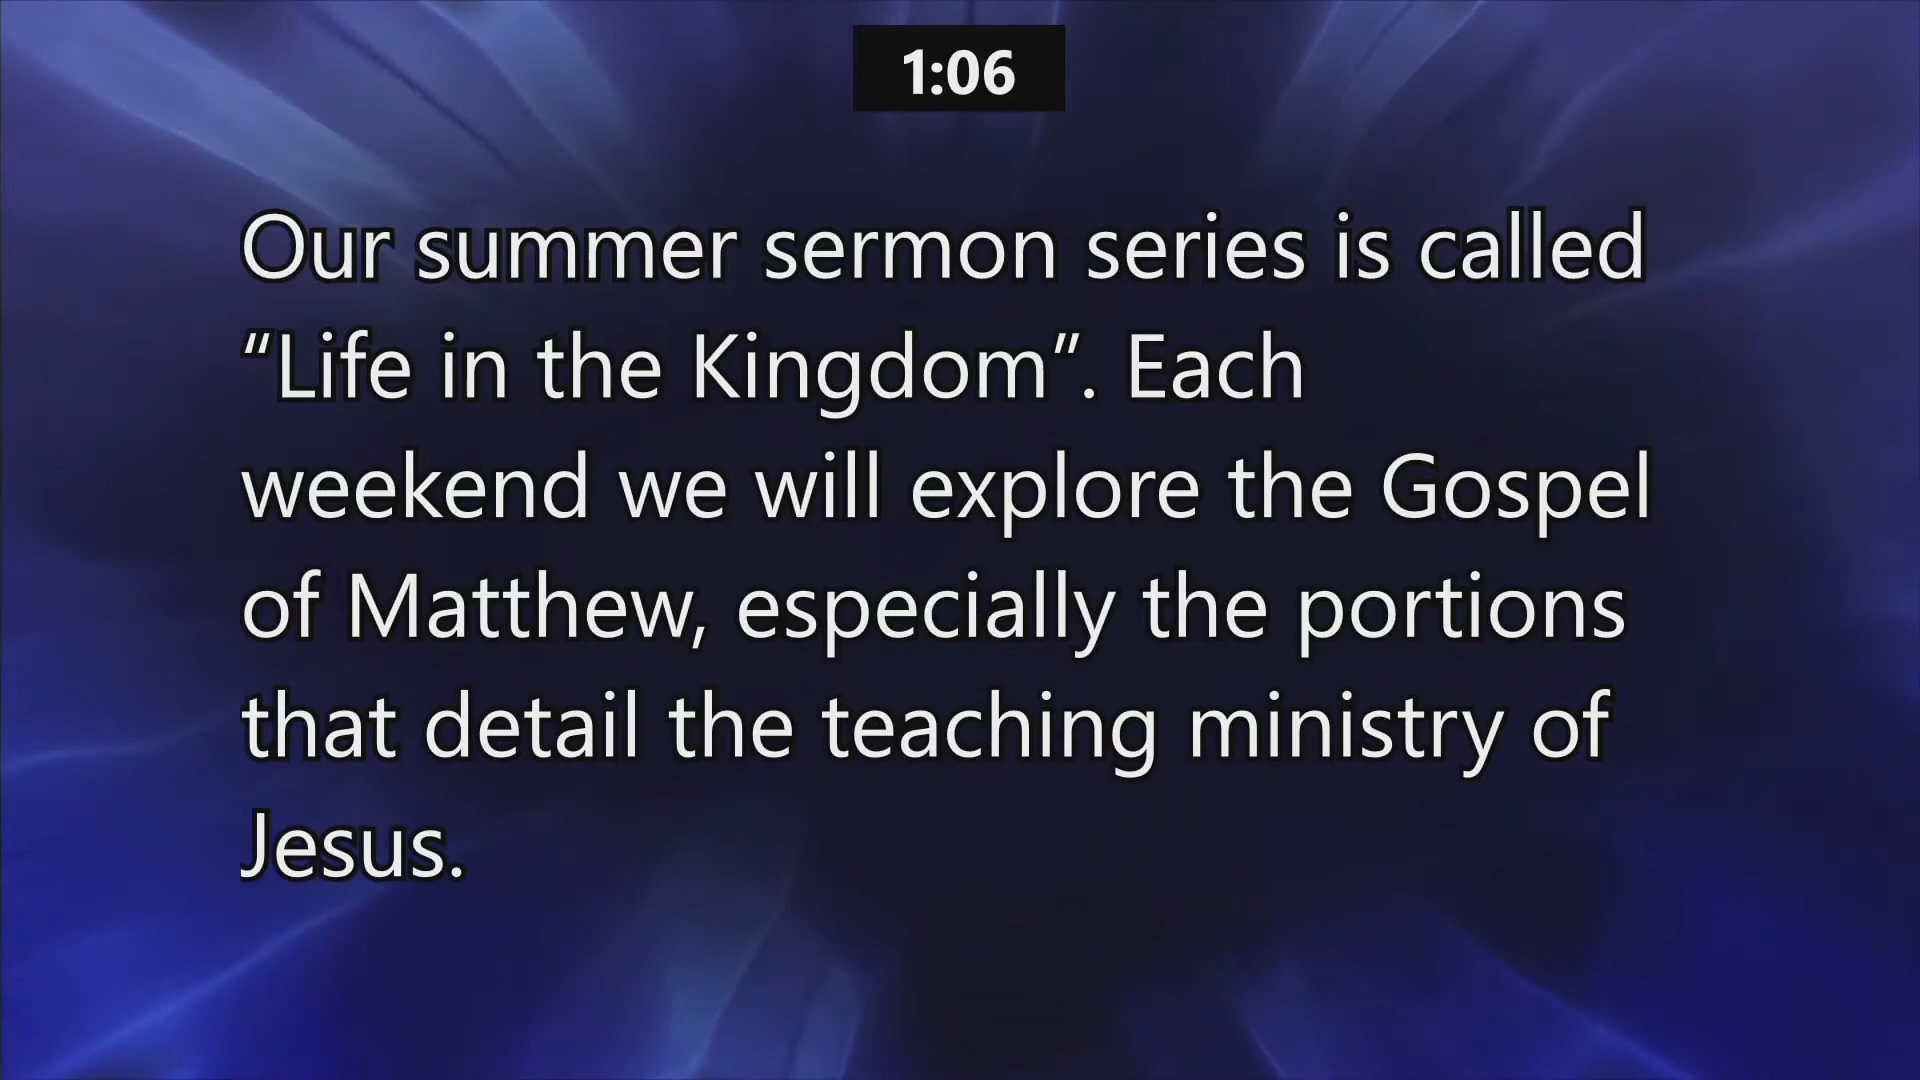 1:06
Our summer sermon series is called
“Life in the Kingdom”. Each
weekend we will explore the Gospel
of Matthew, especially the portions
that detail the teaching ministry of
Jesus.